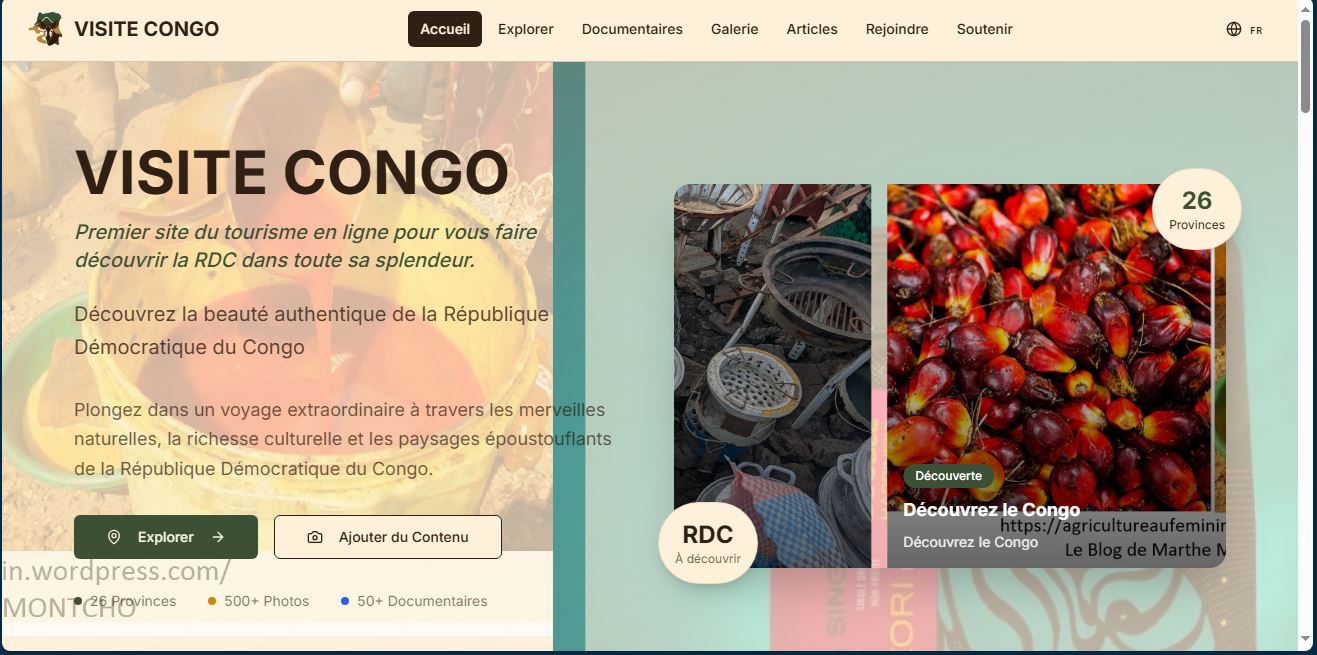 VISITE CONGO
Accueil
Explorer
Documentaires
Galerie
Articles
Rejoindre
Soutenir
FR
VISITE CONGO
Premier site du tourisme en ligne pour vous faire
découvrir la RDC dans toute sa splendeur.
Découvrez la beauté authentique de la République
Démocratique du Congo
Plongez dans un voyage extraordinaire à travers les merveilles
naturelles, la richesse culturelle et les paysages époustouflants
de la République Démocratique du Congo.
Explorer
Ajouter du Contenu
in.wordpress.com/
MONTCHO
26 Provinces
500+ Photos
50+ Documentaires
26
Provinces
Découverte
Découvrez le Congo
https://agricultureaufeminin
Découvrez le Congo
Le Blog de Marthe M
RDC
À découvrir
SING
ORI